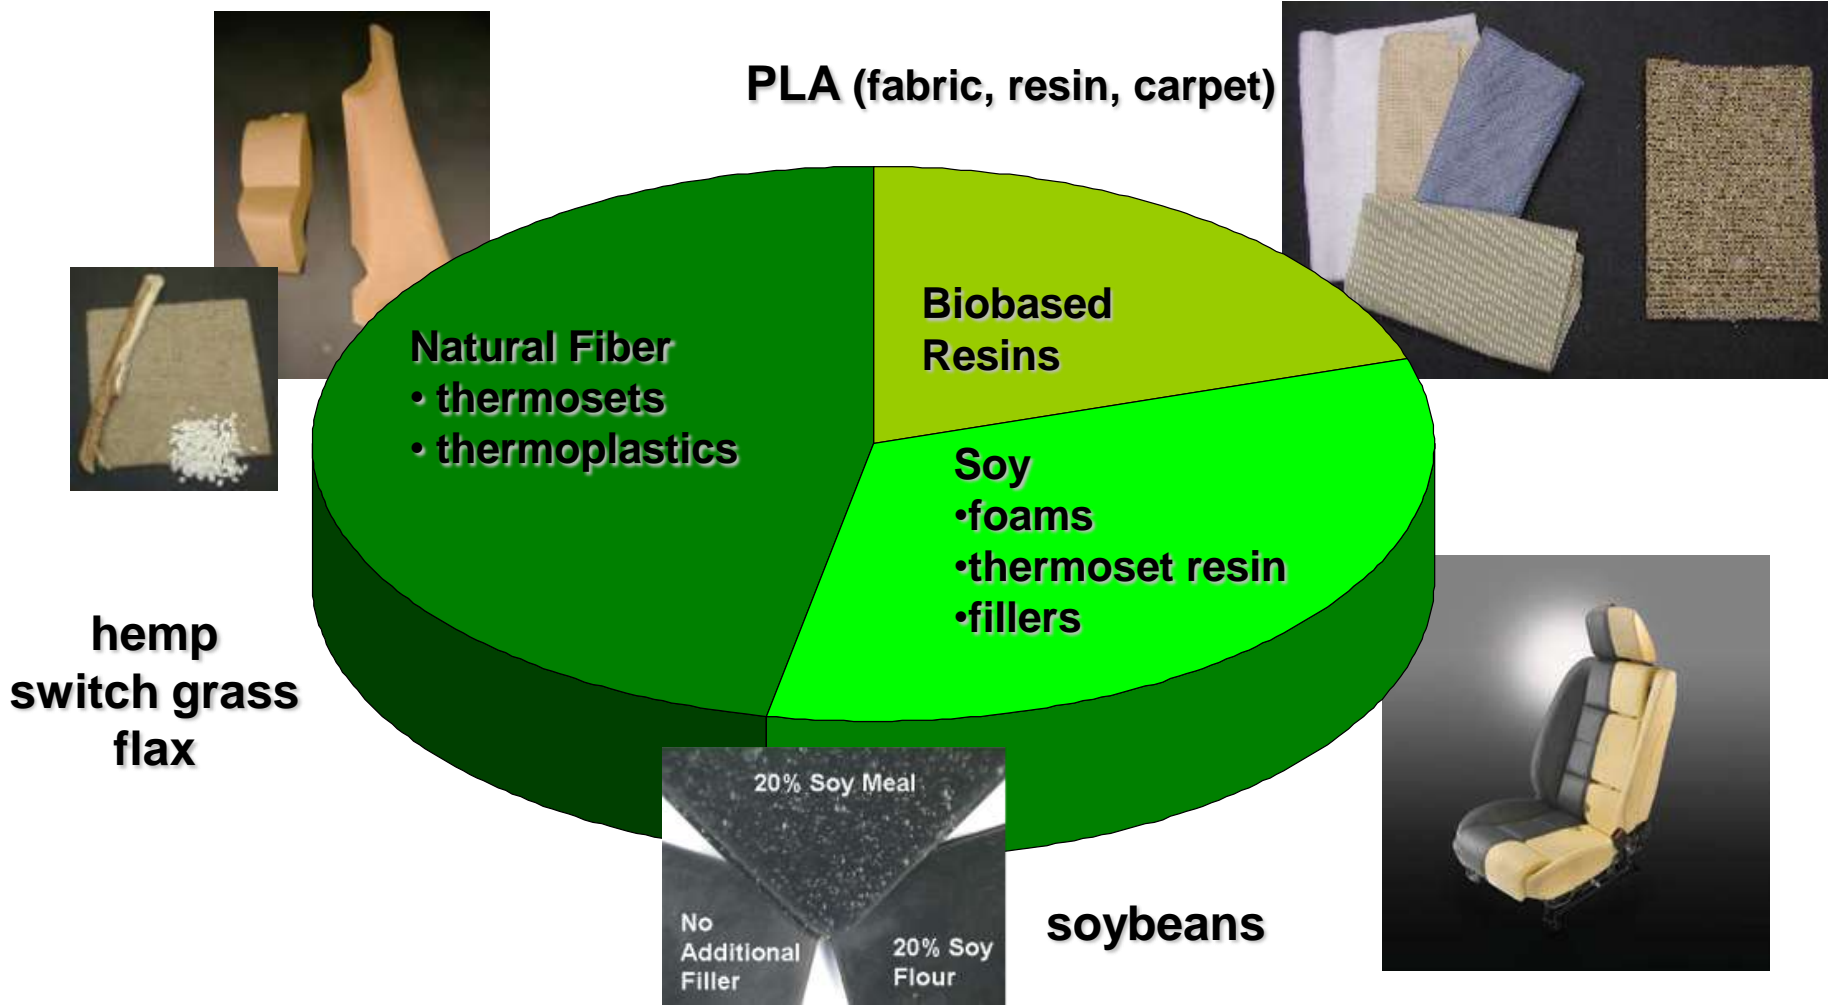 PLA (fabric, resin, carpet)
Biobased
Resins
Natural Fiber
• thermosets
• thermoplastics
Soy
•foams
•thermoset resin
•fillers
hemp
switch grass
flax
20% Soy Meal
No
Additional
Filler
20% Soy
Flour
soybeans